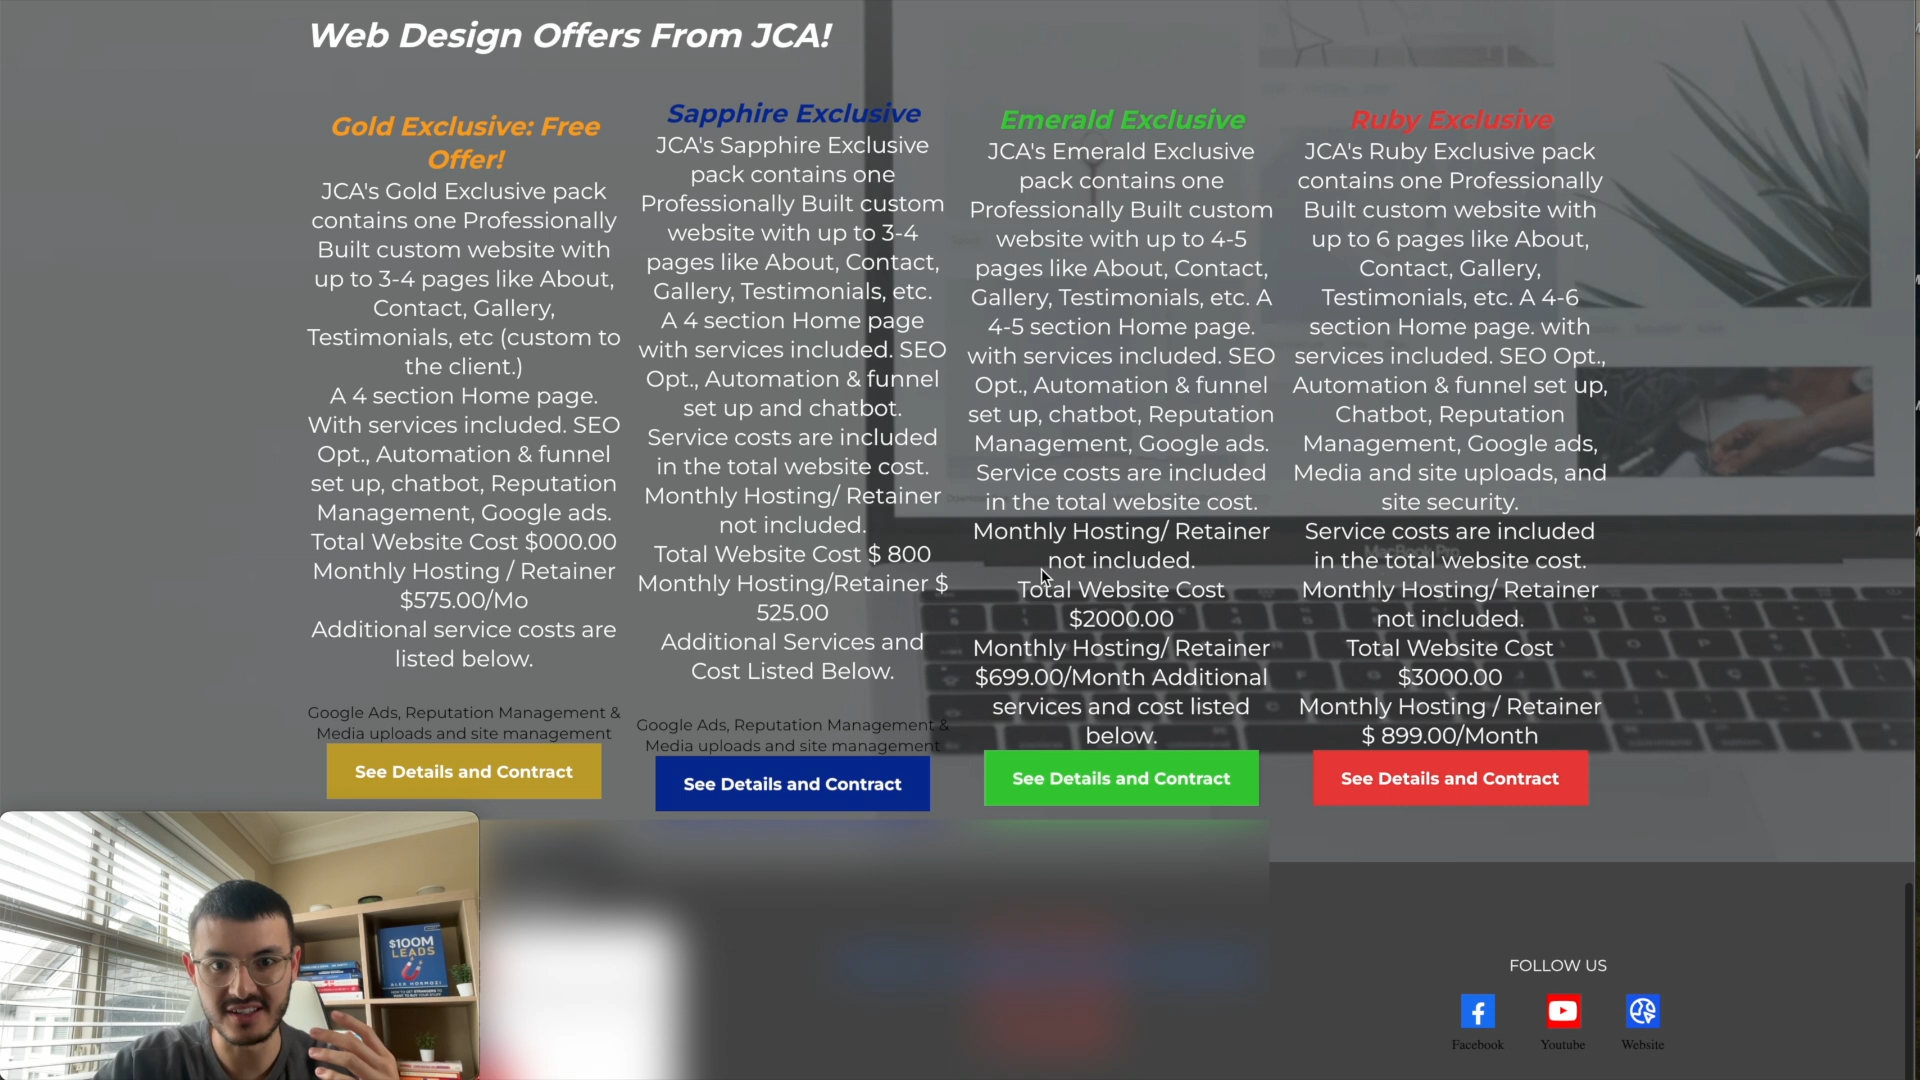 Web Design Offers From JCA!
Gold Exclusive: Free
Offer!
JCA's Gold Exclusive pack
contains one Professionally
Built custom website with
up to 3-4 pages like About,
Contact, Gallery,
Testimonials, etc (custom to
the client.)
A 4 section Home page.
With services included. SEO
Opt., Automation & funnel
set up, chatbot, Reputation
Management, Google ads.
Total Website Cost $000.00
Monthly Hosting / Retainer
$575.00/Mo
Additional service costs are
listed below.
Google Ads, Reputation Management &
Media uploads and site management
See Details and Contract
Sapphire Exclusive
JCA's Sapphire Exclusive
pack contains one
Professionally Built custom
website with up to 3-4
pages like About, Contact,
Gallery, Testimonials, etc.
A 4 section Home page
with services included. SEO
Opt., Automation & funnel
set up and chatbot.
Service costs are included
in the total website cost.
Monthly Hosting/ Retainer
not included.
Total Website Cost $ 800
Monthly Hosting/Retainer $
525.00
Additional Services and
Cost Listed Below.
Google Ads, Reputation Management &
Media uploads and site management
See Details and Contract
Emerald Exclusive
JCA's Emerald Exclusive
pack contains one
Professionally Built custom
website with up to 4-5
pages like About, Contact,
Gallery, Testimonials, etc. A
4-5 section Home page.
with services included. SEO
Opt., Automation & funnel
set up, chatbot, Reputation
Management, Google ads.
Service costs are included
in the total website cost.
Monthly Hosting/ Retainer
not included.
Total Website Cost
$2000.00
Monthly Hosting/ Retainer
$699.00/Month Additional
services and cost listed
below.
See Details and Contract
Ruby Exclusive
JCA's Ruby Exclusive pack
contains one Professionally
Built custom website with
up to 6 pages like About,
Contact, Gallery,
Testimonials, etc. A 4-6
section Home page. with
services included. SEO Opt.,
Automation & funnel set up,
Chatbot, Reputation
Management, Google ads,
Media and site uploads, and
site security.
Service costs are included
in the total website cost.
Monthly Hosting/ Retainer
not included.
Total Website Cost
$3000.00
Monthly Hosting / Retainer
$ 899.00/Month
See Details and Contract
MacBook Pro
$100M
LEADS
ALEX HORMOZI
FOLLOW US
Facebook
Youtube
Website